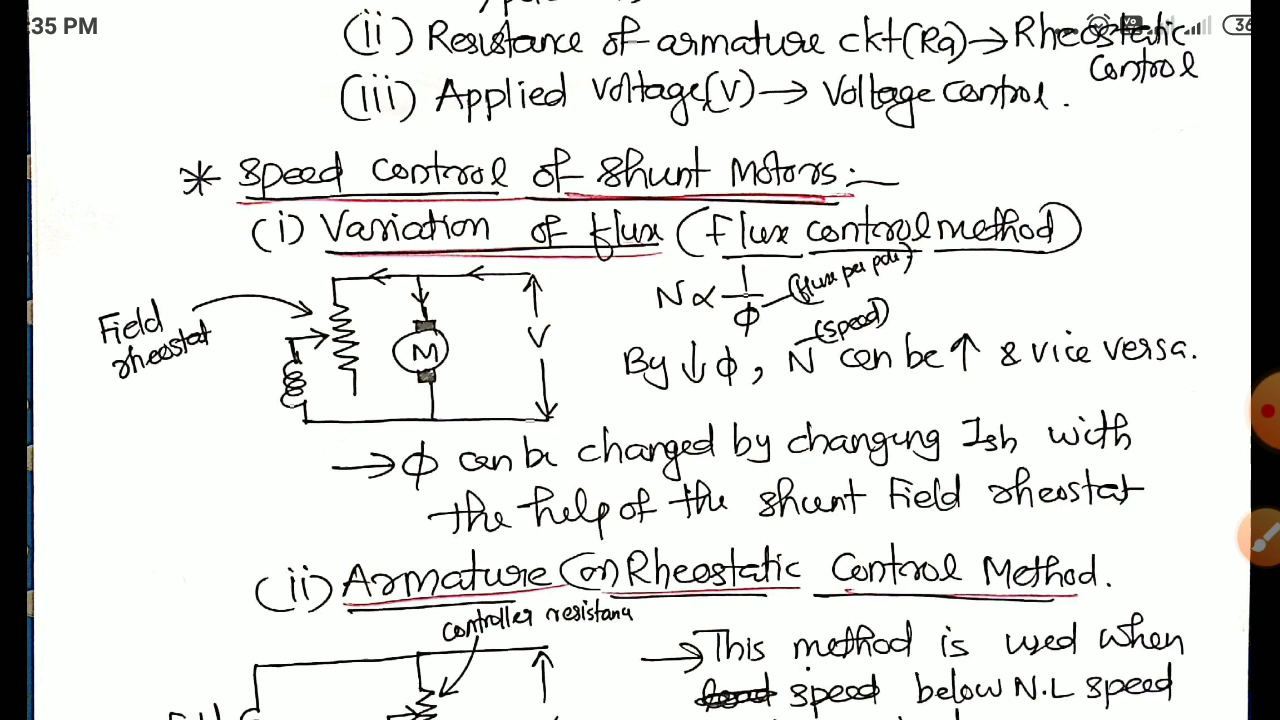 :35 PM
36
(ii) Resistance of armature ckt(Ra)→Rheostatic
control
(iii) Applied voltage(V)→ Voltage control.
* Speed control of shunt Motors:—
(i) Variation of flux (flux control method)
Field
rheostat
M
V
N ∝ 1/ϕ (flux per pole)
(speed)
By ↓ ϕ, N can be ↑ & vice versa.
→ ϕ can be changed by changing Ish with
the help of the shunt Field rheostat
(ii) Armature (or) Rheostatic Control Method.
controller resistance
→ This method is used when
speed below N.L speed